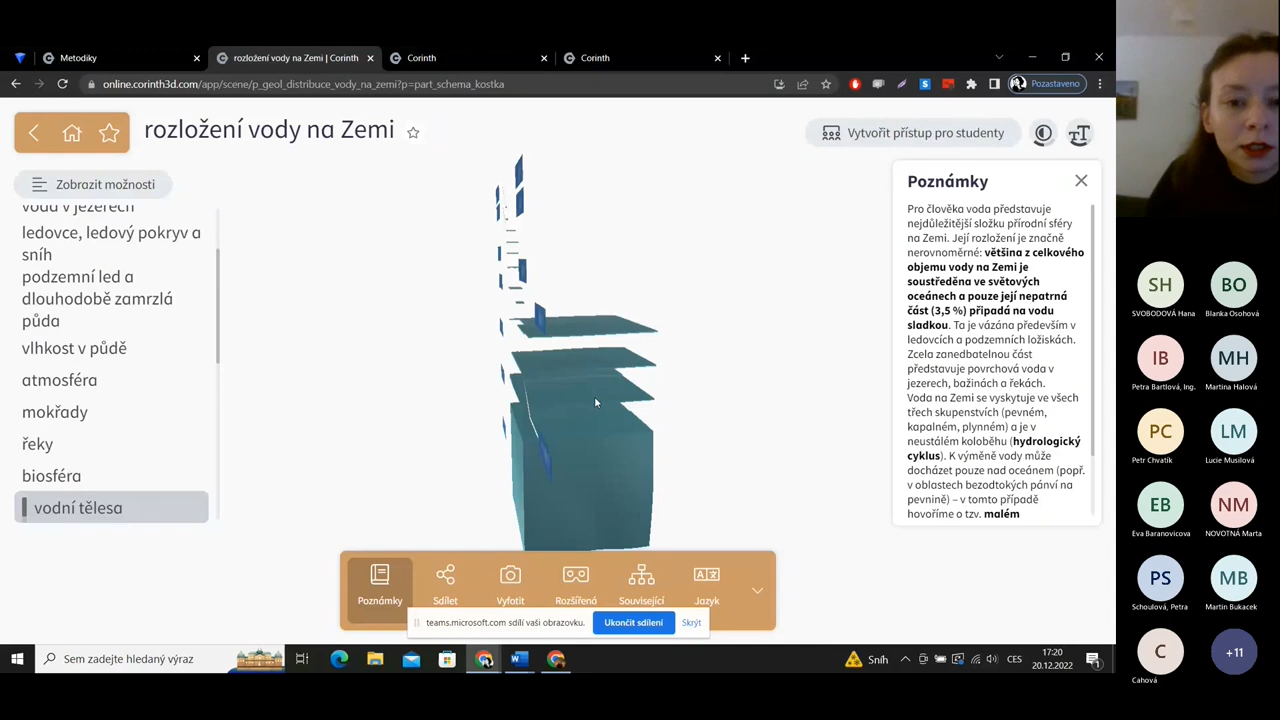 Metodiky
rozložení vody na Zemi | Corinth
Corinth
Corinth
online.corinth3d.com/app/scene/p_geol_distribuce_vody_na_zemi?p=part_schema_kostka
Pozastaveno
rozložení vody na Zemi
Vytvořit přístup pro studenty
Zobrazit možnosti
voda v jezerech
ledovce, ledový pokryv a
sníh
podzemní led a
dlouhodobě zamrzlá
půda
vlhkost v půdě
atmosféra
mokřady
řeky
biosféra
vodní tělesa
Poznámky
Pro člověka voda představuje
nejdůležitější složku přírodní sféry
na Zemi. Její rozložení je značně
nerovnoměrné: většina z celkového
objemu vody na Zemi je
soustředěna ve světových
oceánech a pouze její nepatrná
část (3,5 %) připadá na vodu
sladkou. Ta je vázána především v
ledovcích a podzemních ložiskách.
Zcela zanedbatelnou část
představuje povrchová voda v
jezerech, bažinách a řekách.
Voda na Zemi se vyskytuje ve všech
třech skupenstvích (pevném,
kapalném, plynném) a je v
neustálém koloběhu (hydrologický
cyklus). K výměně vody může
docházet pouze nad oceánem (popř.
v oblastech bezodtokých pánví na
pevnině) – v tomto případě
hovoříme o tzv. malém
Poznámky
Sdílet
Vyfotit
Rozšířená
Související
Jazyk
teams.microsoft.com sdílí vaši obrazovku.
Ukončit sdílení
Skrýt
Sem zadejte hledaný výraz
Sníh
CES
17:20
20.12.2022
1
SH
SVOBODOVÁ Hana
BO
Blanka Osohová
IB
Petra Bartlová, Ing.
MH
Martina Halová
PC
Petr Chvatík
LM
Lucie Musilová
EB
Eva Baranovicova
NM
NOVOTNÁ Marta
PS
Schoulová, Petra
MB
Martin Bukacek
C
Cahová
+11